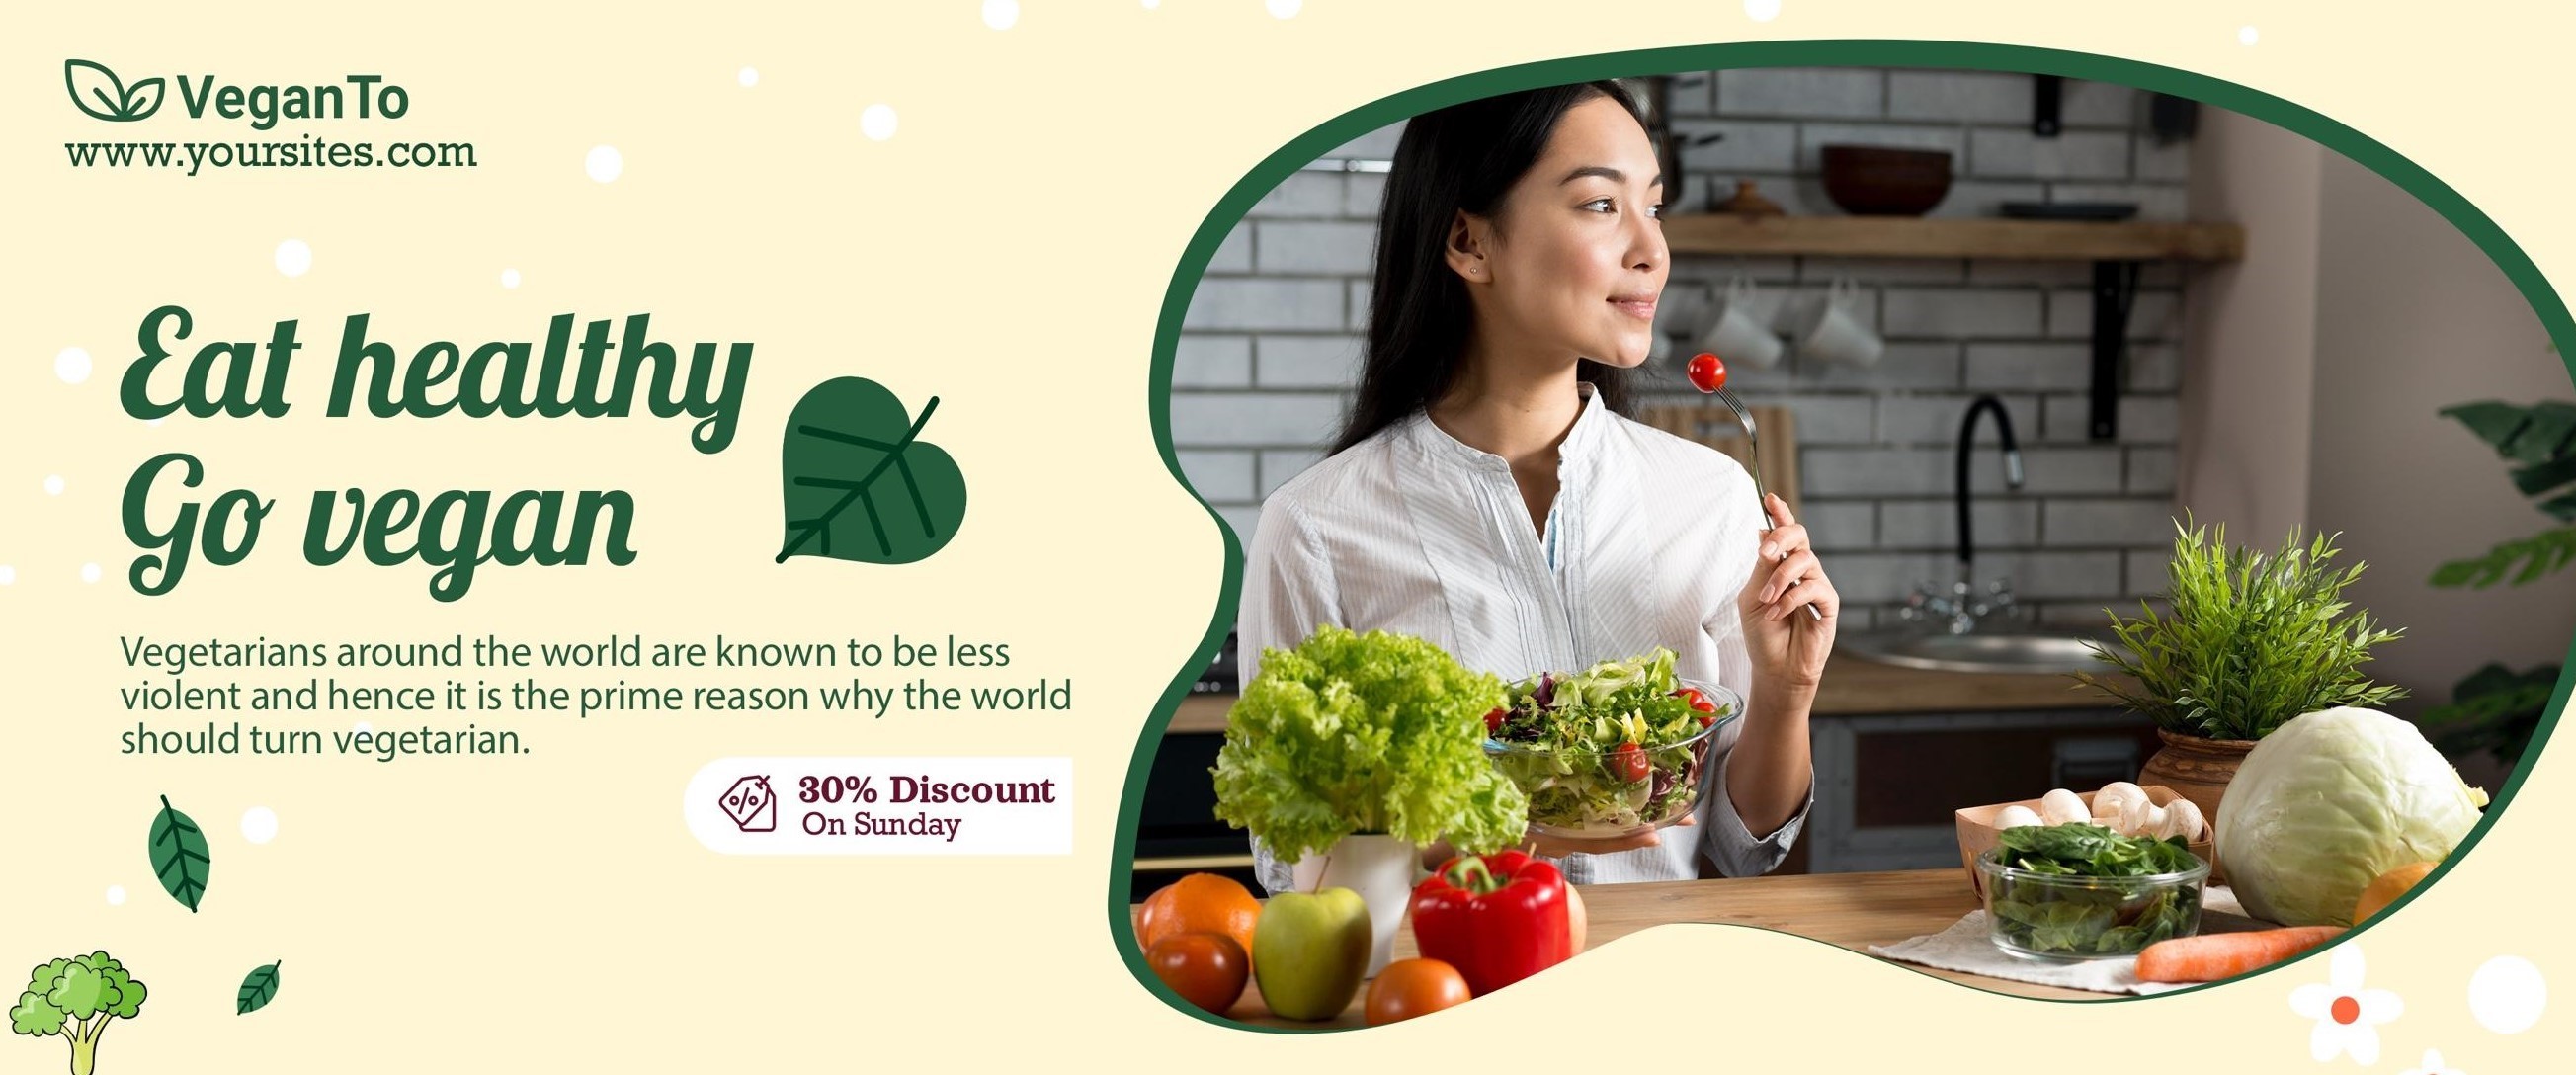 VeganTo
www.yoursites.com
Eat healthy
Go vegan
Vegetarians around the world are known to be less
violent and hence it is the prime reason why the world
should turn vegetarian.
30% Discount
On Sunday